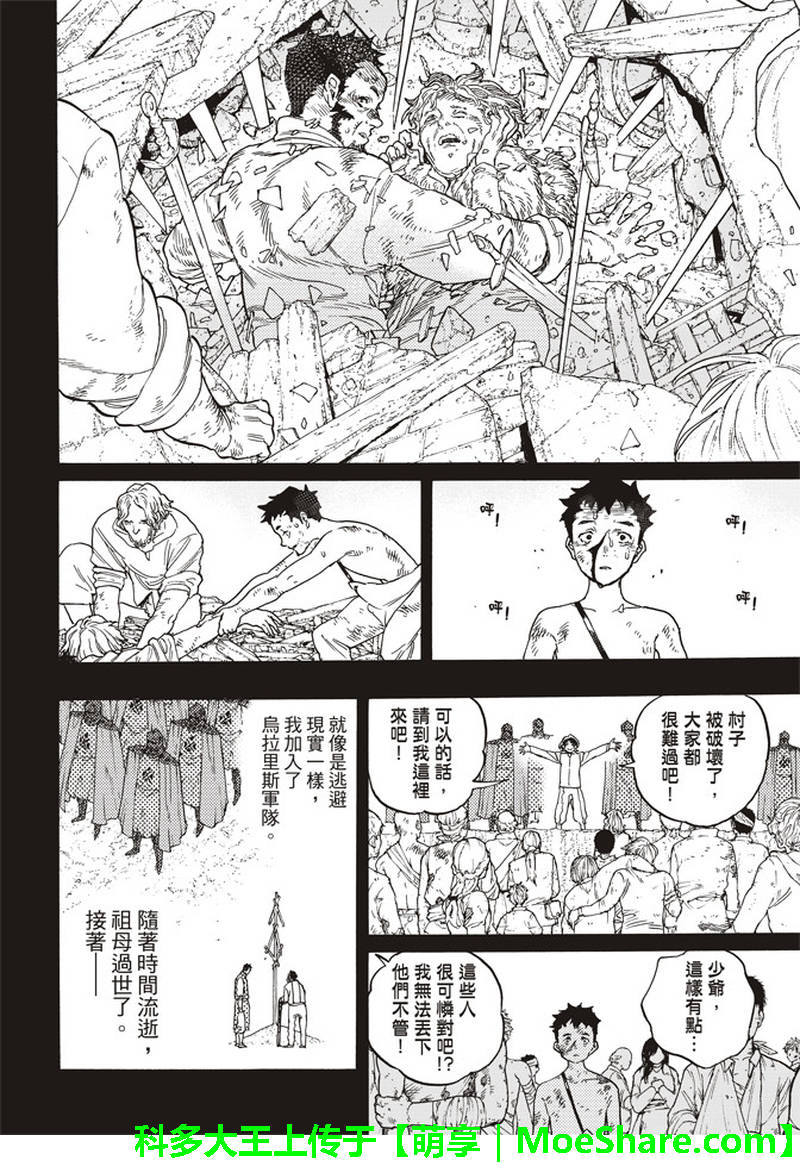 呼！
呼！
呼！
呼！
村子
被破壞了，
大家都
很難過吧！
可以的話，
請到我這裡
來吧！
少爺，
這樣有點…
這些人
很可憐對吧!?
我無法丟下
他們不管！
就像是逃避
現實一樣，
我加入了
烏拉里斯軍隊。
隨著時間流逝，
祖母過世了。
接著——
科多大王上传于【萌享/MoeShare.com】